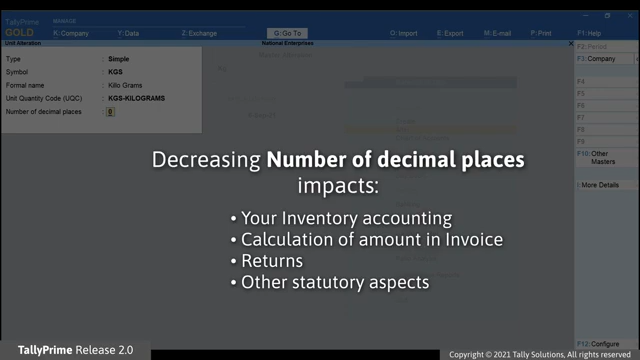 TallyPrime
GOLD
MANAGE
K: Company
Y: Data
Z: Exchange
G: Go To
O: Import
E: Export
M: E-mail
P: Print
F1: Help
Unit Alteration
National Enterprises
F2: Period
F3: Company
F4
F5
F6
F7
F8
F9
F10: Other
Masters
I: More Details
F12: Configure
Type : Simple
Symbol : KGS
Formal name : Killo Grams
Unit Quantity Code (UQC) : KGS-KILOGRAMS
Number of decimal places : 0
Decreasing Number of decimal places
impacts:
• Your Inventory accounting
• Calculation of amount in Invoice
• Returns
• Other statutory aspects
TallyPrime Release 2.0
Copyright © 2021 Tally Solutions, All rights reserved